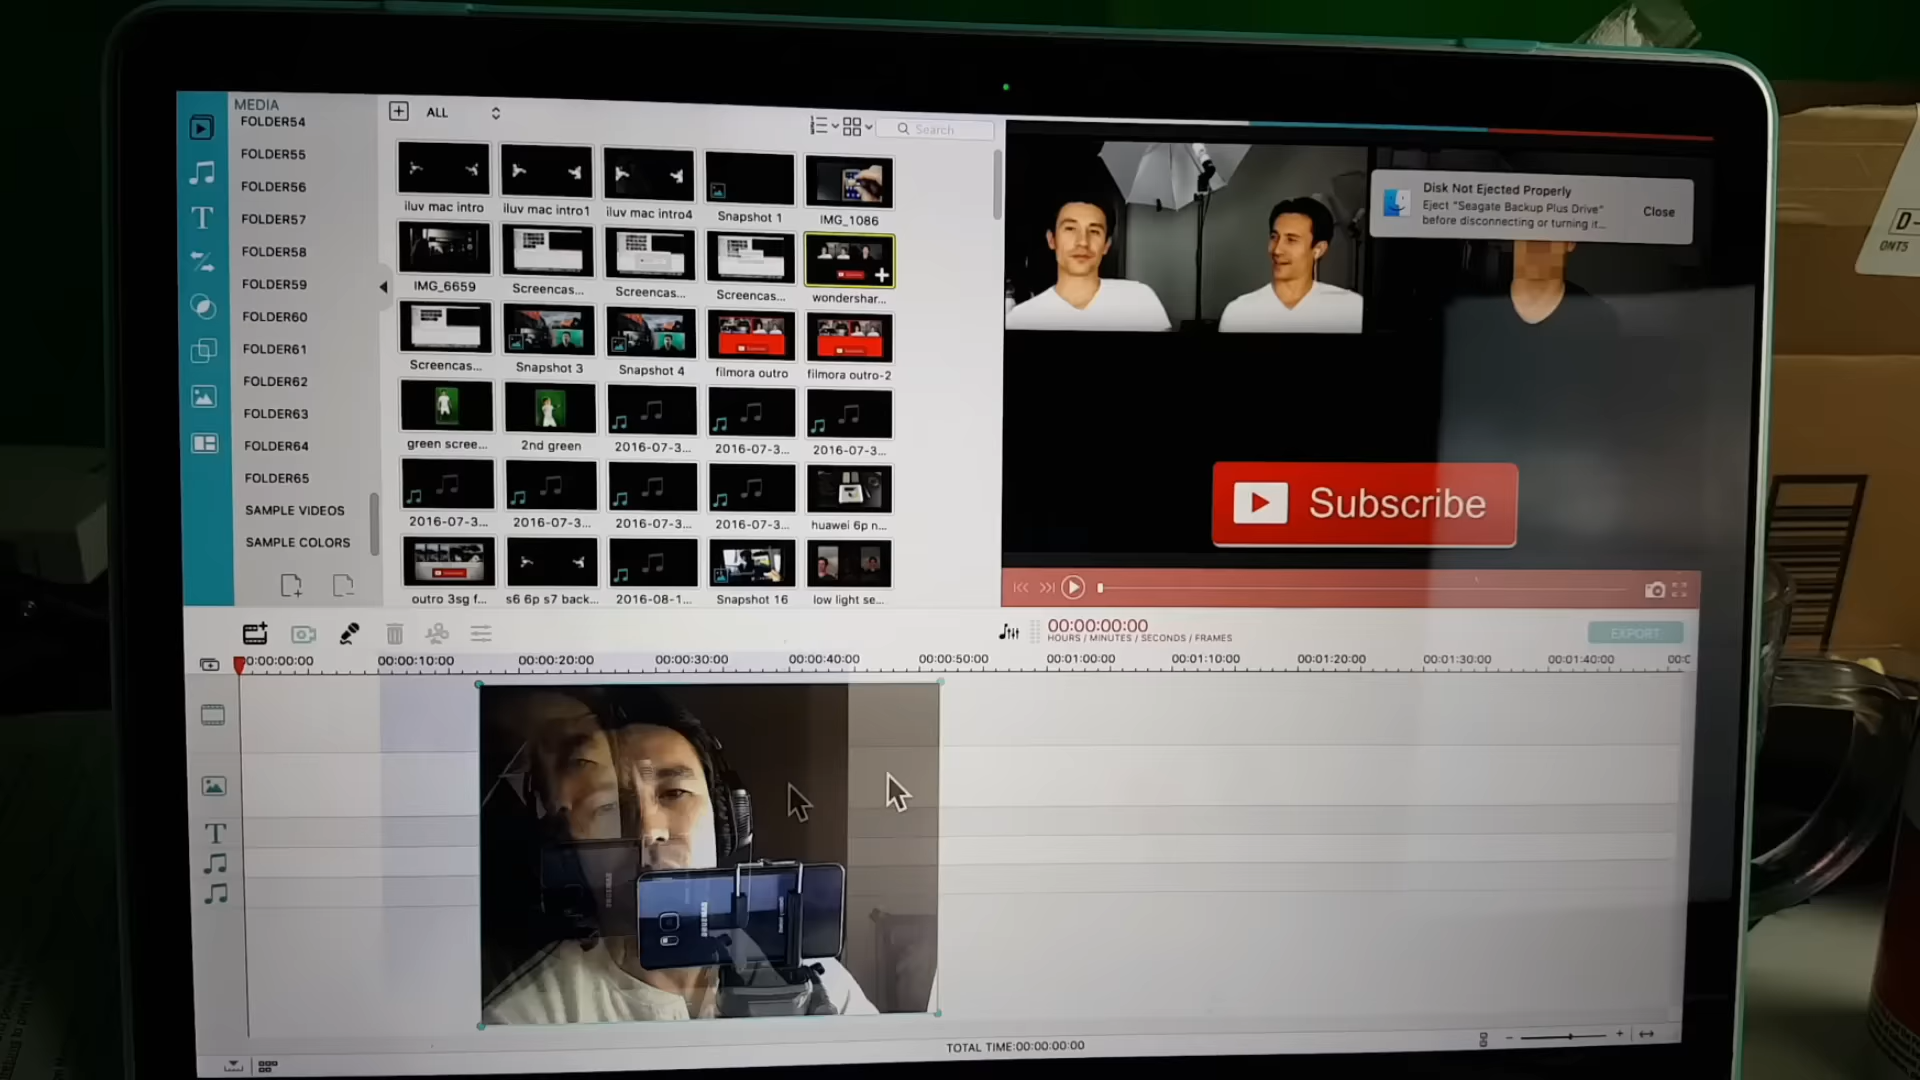 MEDIA
FOLDER54
FOLDER55
FOLDER56
FOLDER57
FOLDER58
FOLDER59
FOLDER60
FOLDER61
FOLDER62
FOLDER63
FOLDER64
FOLDER65
SAMPLE VIDEOS
SAMPLE COLORS
ALL
Search
iluv mac intro
iluv mac intro1
iluv mac intro4
Snapshot 1
IMG_1086
IMG_6659
Screencas...
Screencas...
Screencas...
wondershar...
Screencas...
Snapshot 3
Snapshot 4
filmora outro
filmora outro-2
green scree...
2nd green
2016-07-3...
2016-07-3...
2016-07-3...
2016-07-3...
2016-07-3...
2016-07-3...
2016-07-3...
huawei 6p n...
outro 3sg f...
s6 6p s7 back...
2016-08-1...
Snapshot 16
low light se...
Disk Not Ejected Properly
Eject "Seagate Backup Plus Drive"
before disconnecting or turning it...
Close
Subscribe
00:00:00:00
HOURS / MINUTES / SECONDS / FRAMES
EXPORT
00:00:00:00
00:00:10:00
00:00:20:00
00:00:30:00
00:00:40:00
00:00:50:00
00:01:00:00
00:01:10:00
00:01:20:00
00:01:30:00
00:01:40:00
SAMSUNG
TOTAL TIME:00:00:00:00
D-
ONT5